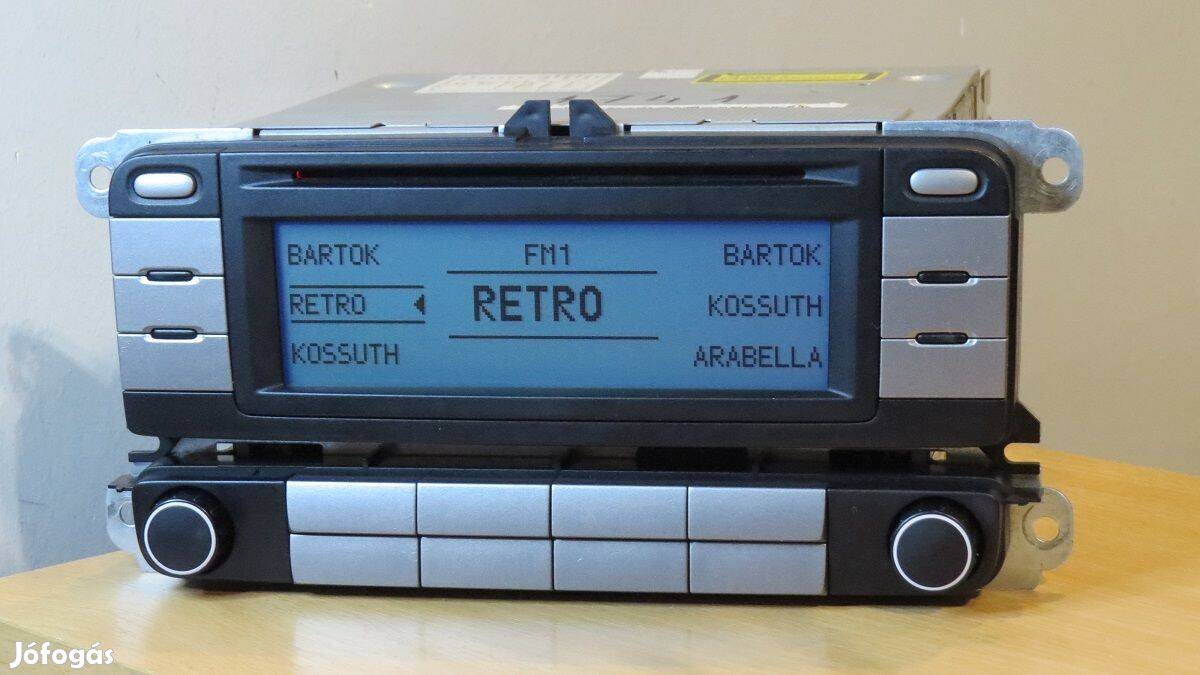 BARTOK FM1 BARTOK
RETRO RETRO KOSSUTH
KOSSUTH ARABELLA
Jófogás